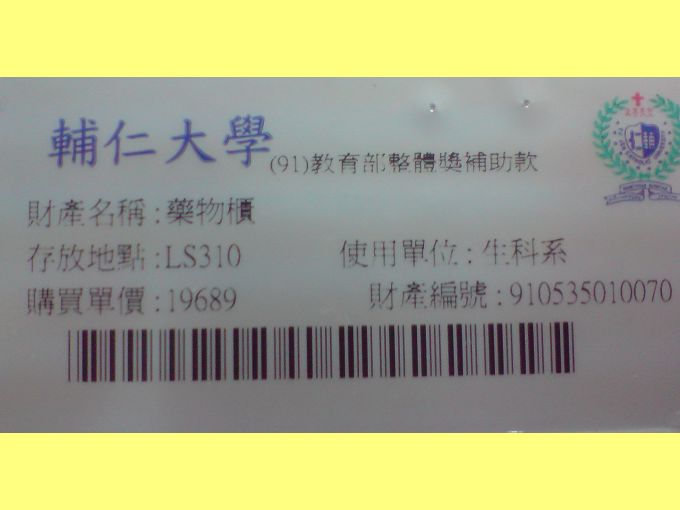 輔仁大學 (91)教育部整體獎補助款
財產名稱:藥物櫃
存放地點:LS310 使用單位:生科系
購買單價:19689 財產編號:910535010070